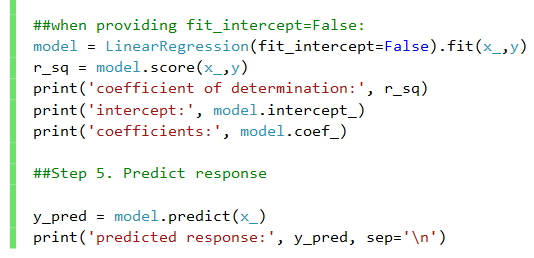 ##when providing fit_intercept=False:
model = LinearRegression(fit_intercept=False).fit(x_,y)
r_sq = model.score(x_,y)
print('coefficient of determination:', r_sq)
print('intercept:', model.intercept_)
print('coefficients:', model.coef_)
##Step 5. Predict response
y_pred = model.predict(x_)
print('predicted response:', y_pred, sep='\n')